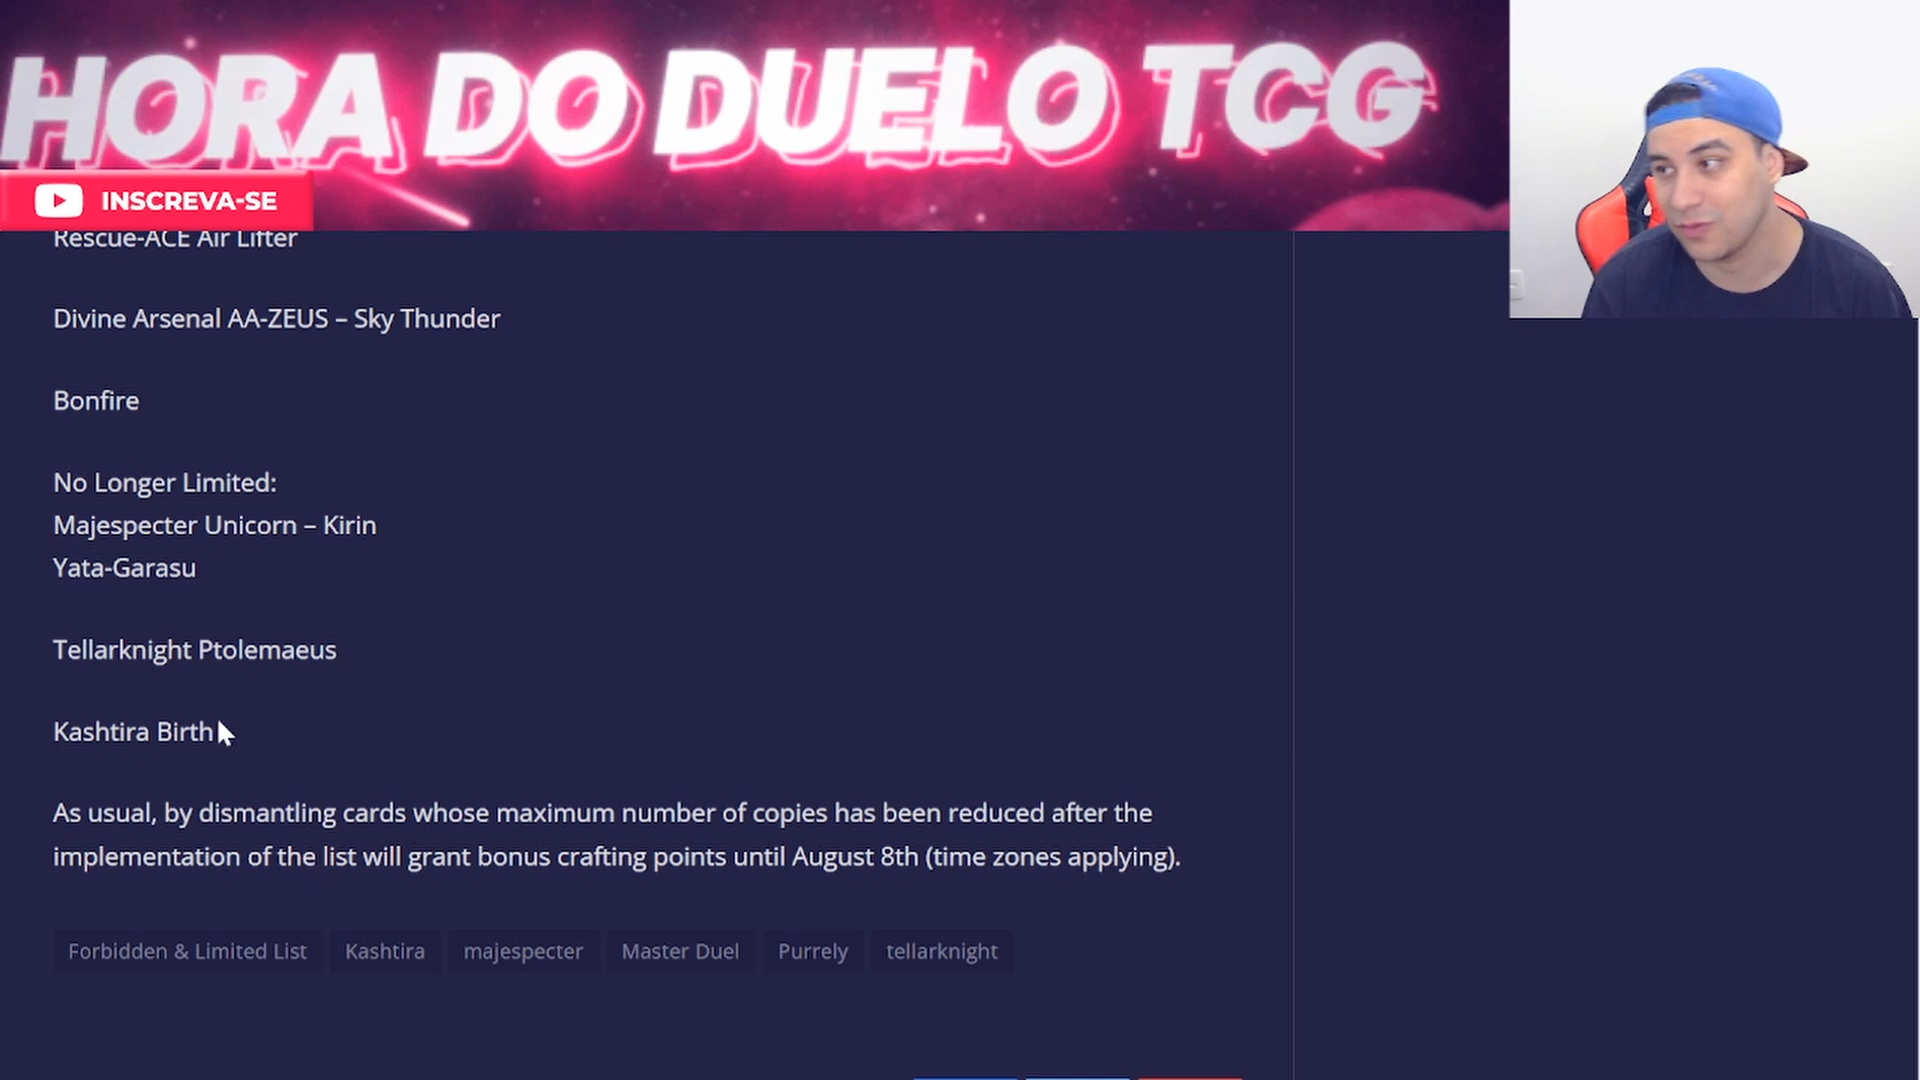 HORA DO DUELO TCG
INSCREVA-SE
Rescue-ACE Air Lifter
Divine Arsenal AA-ZEUS – Sky Thunder
Bonfire
No Longer Limited:
Majespecter Unicorn – Kirin
Yata-Garasu
Tellarknight Ptolemaeus
Kashtira Birth
As usual, by dismantling cards whose maximum number of copies has been reduced after the
implementation of the list will grant bonus crafting points until August 8th (time zones applying).
Forbidden & Limited List Kashtira majespecter Master Duel Purrely tellarknight